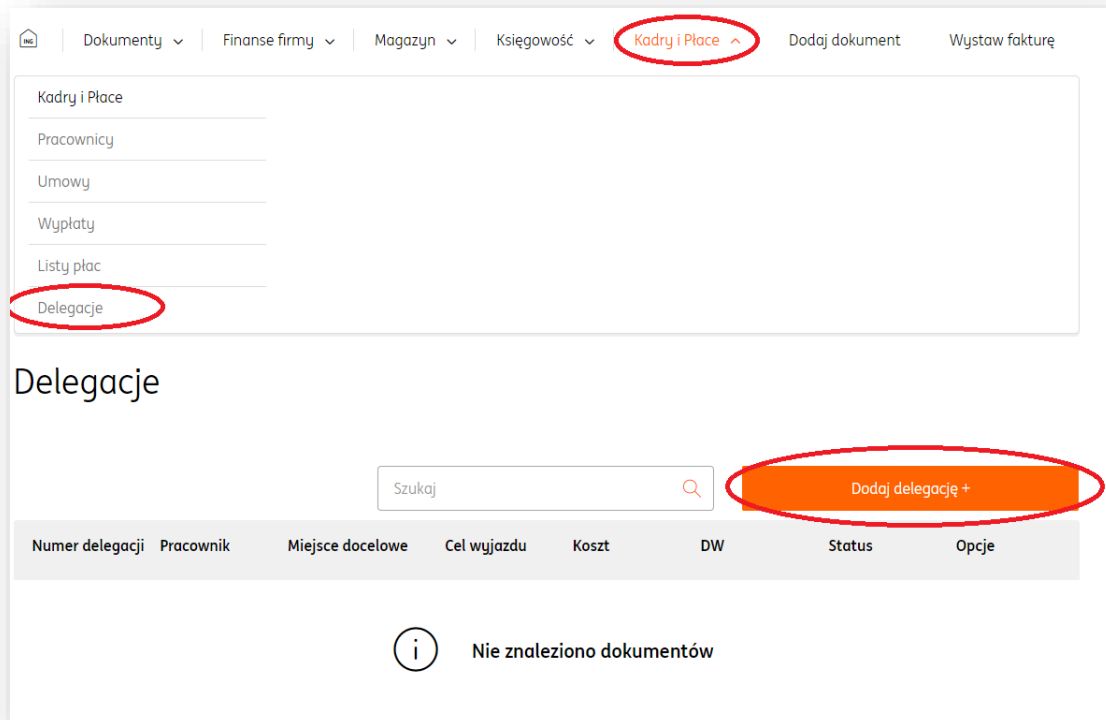 ING Dokumenty Finanse firmy Magazyn Księgowość Kadry i Płace Dodaj dokument Wystaw fakturę
Kadry i Płace
Pracownicy
Umowy
Wypłaty
Listy płac
Delegacje
Delegacje
Szukaj Dodaj delegację +
Numer delegacji Pracownik Miejsce docelowe Cel wyjazdu Koszt DW Status Opcje
i Nie znaleziono dokumentów